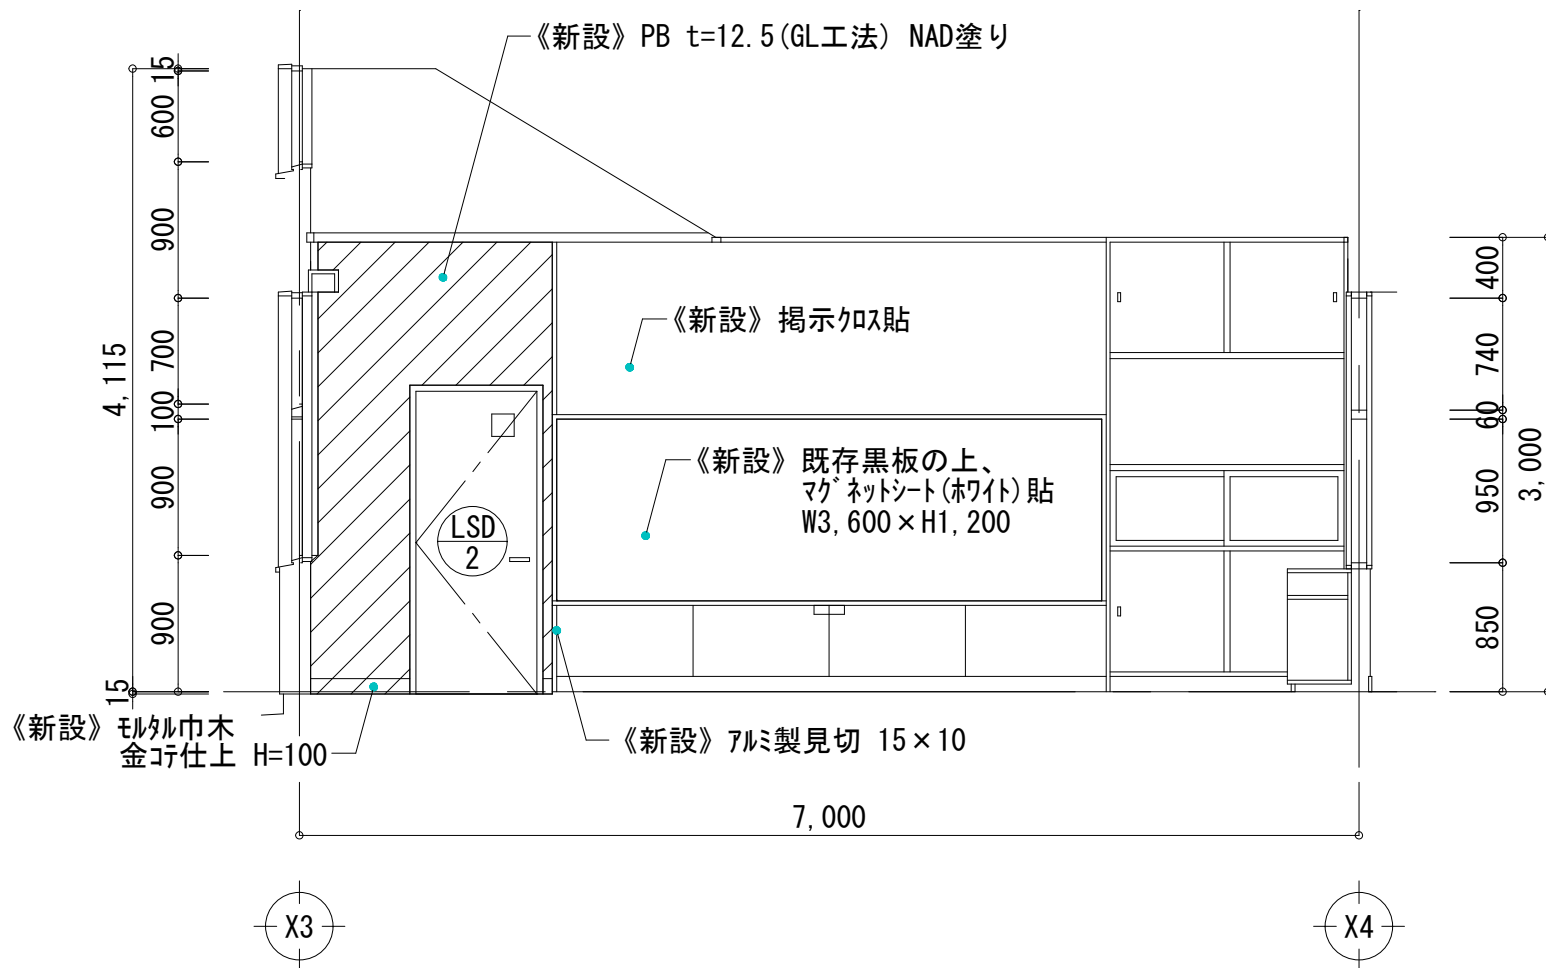 《新設》PB t=12.5(GL工法) NAD塗り
15
600
900
700
100
900
900
15
4,115
《新設》掲示ｸﾛｽ貼
《新設》既存黒板の上、
ﾏｸﾞﾈｯﾄｼｰﾄ(ﾎﾜｲﾄ)貼
W3,600×H1,200
LSD
2
400
740
60
950
850
3,000
《新設》ﾓﾙﾀﾙ巾木
金ｺﾃ仕上 H=100
《新設》ｱﾙﾐ製見切 15×10
7,000
X3
X4